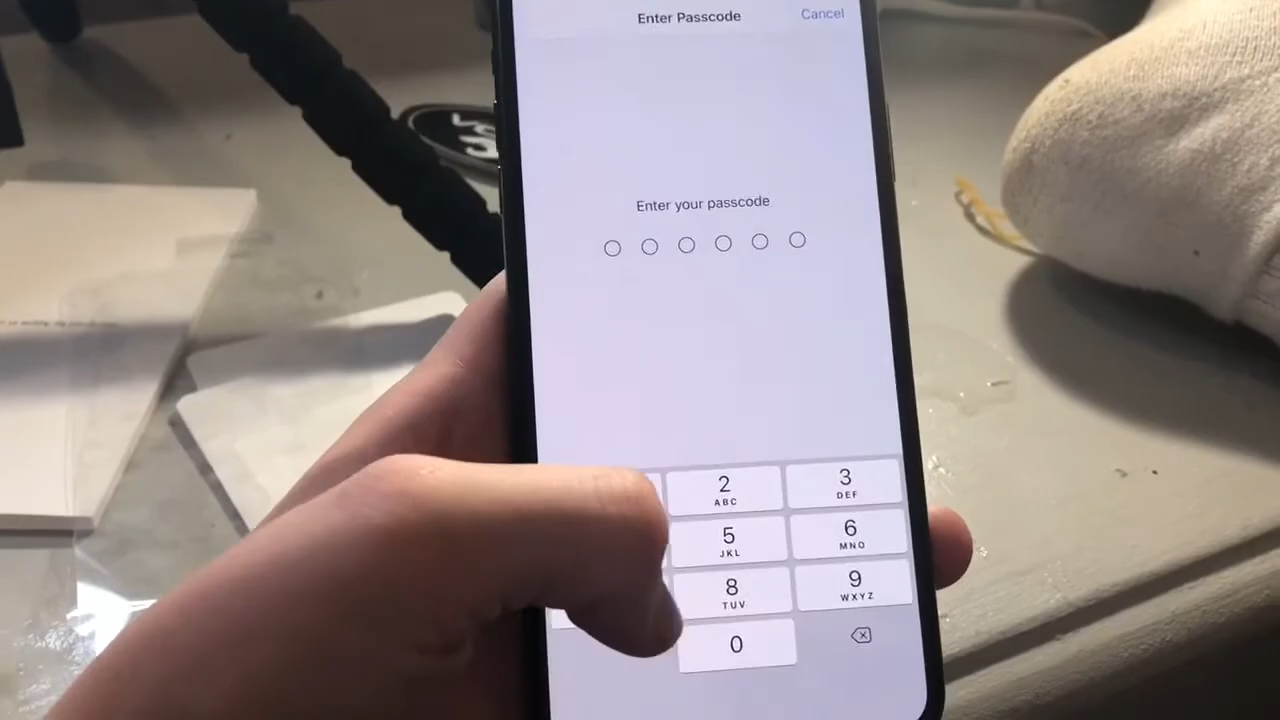 Enter Passcode
Cancel
Enter your passcode
2
ABC
3
DEF
5
JKL
6
MNO
8
TUV
9
WXYZ
0